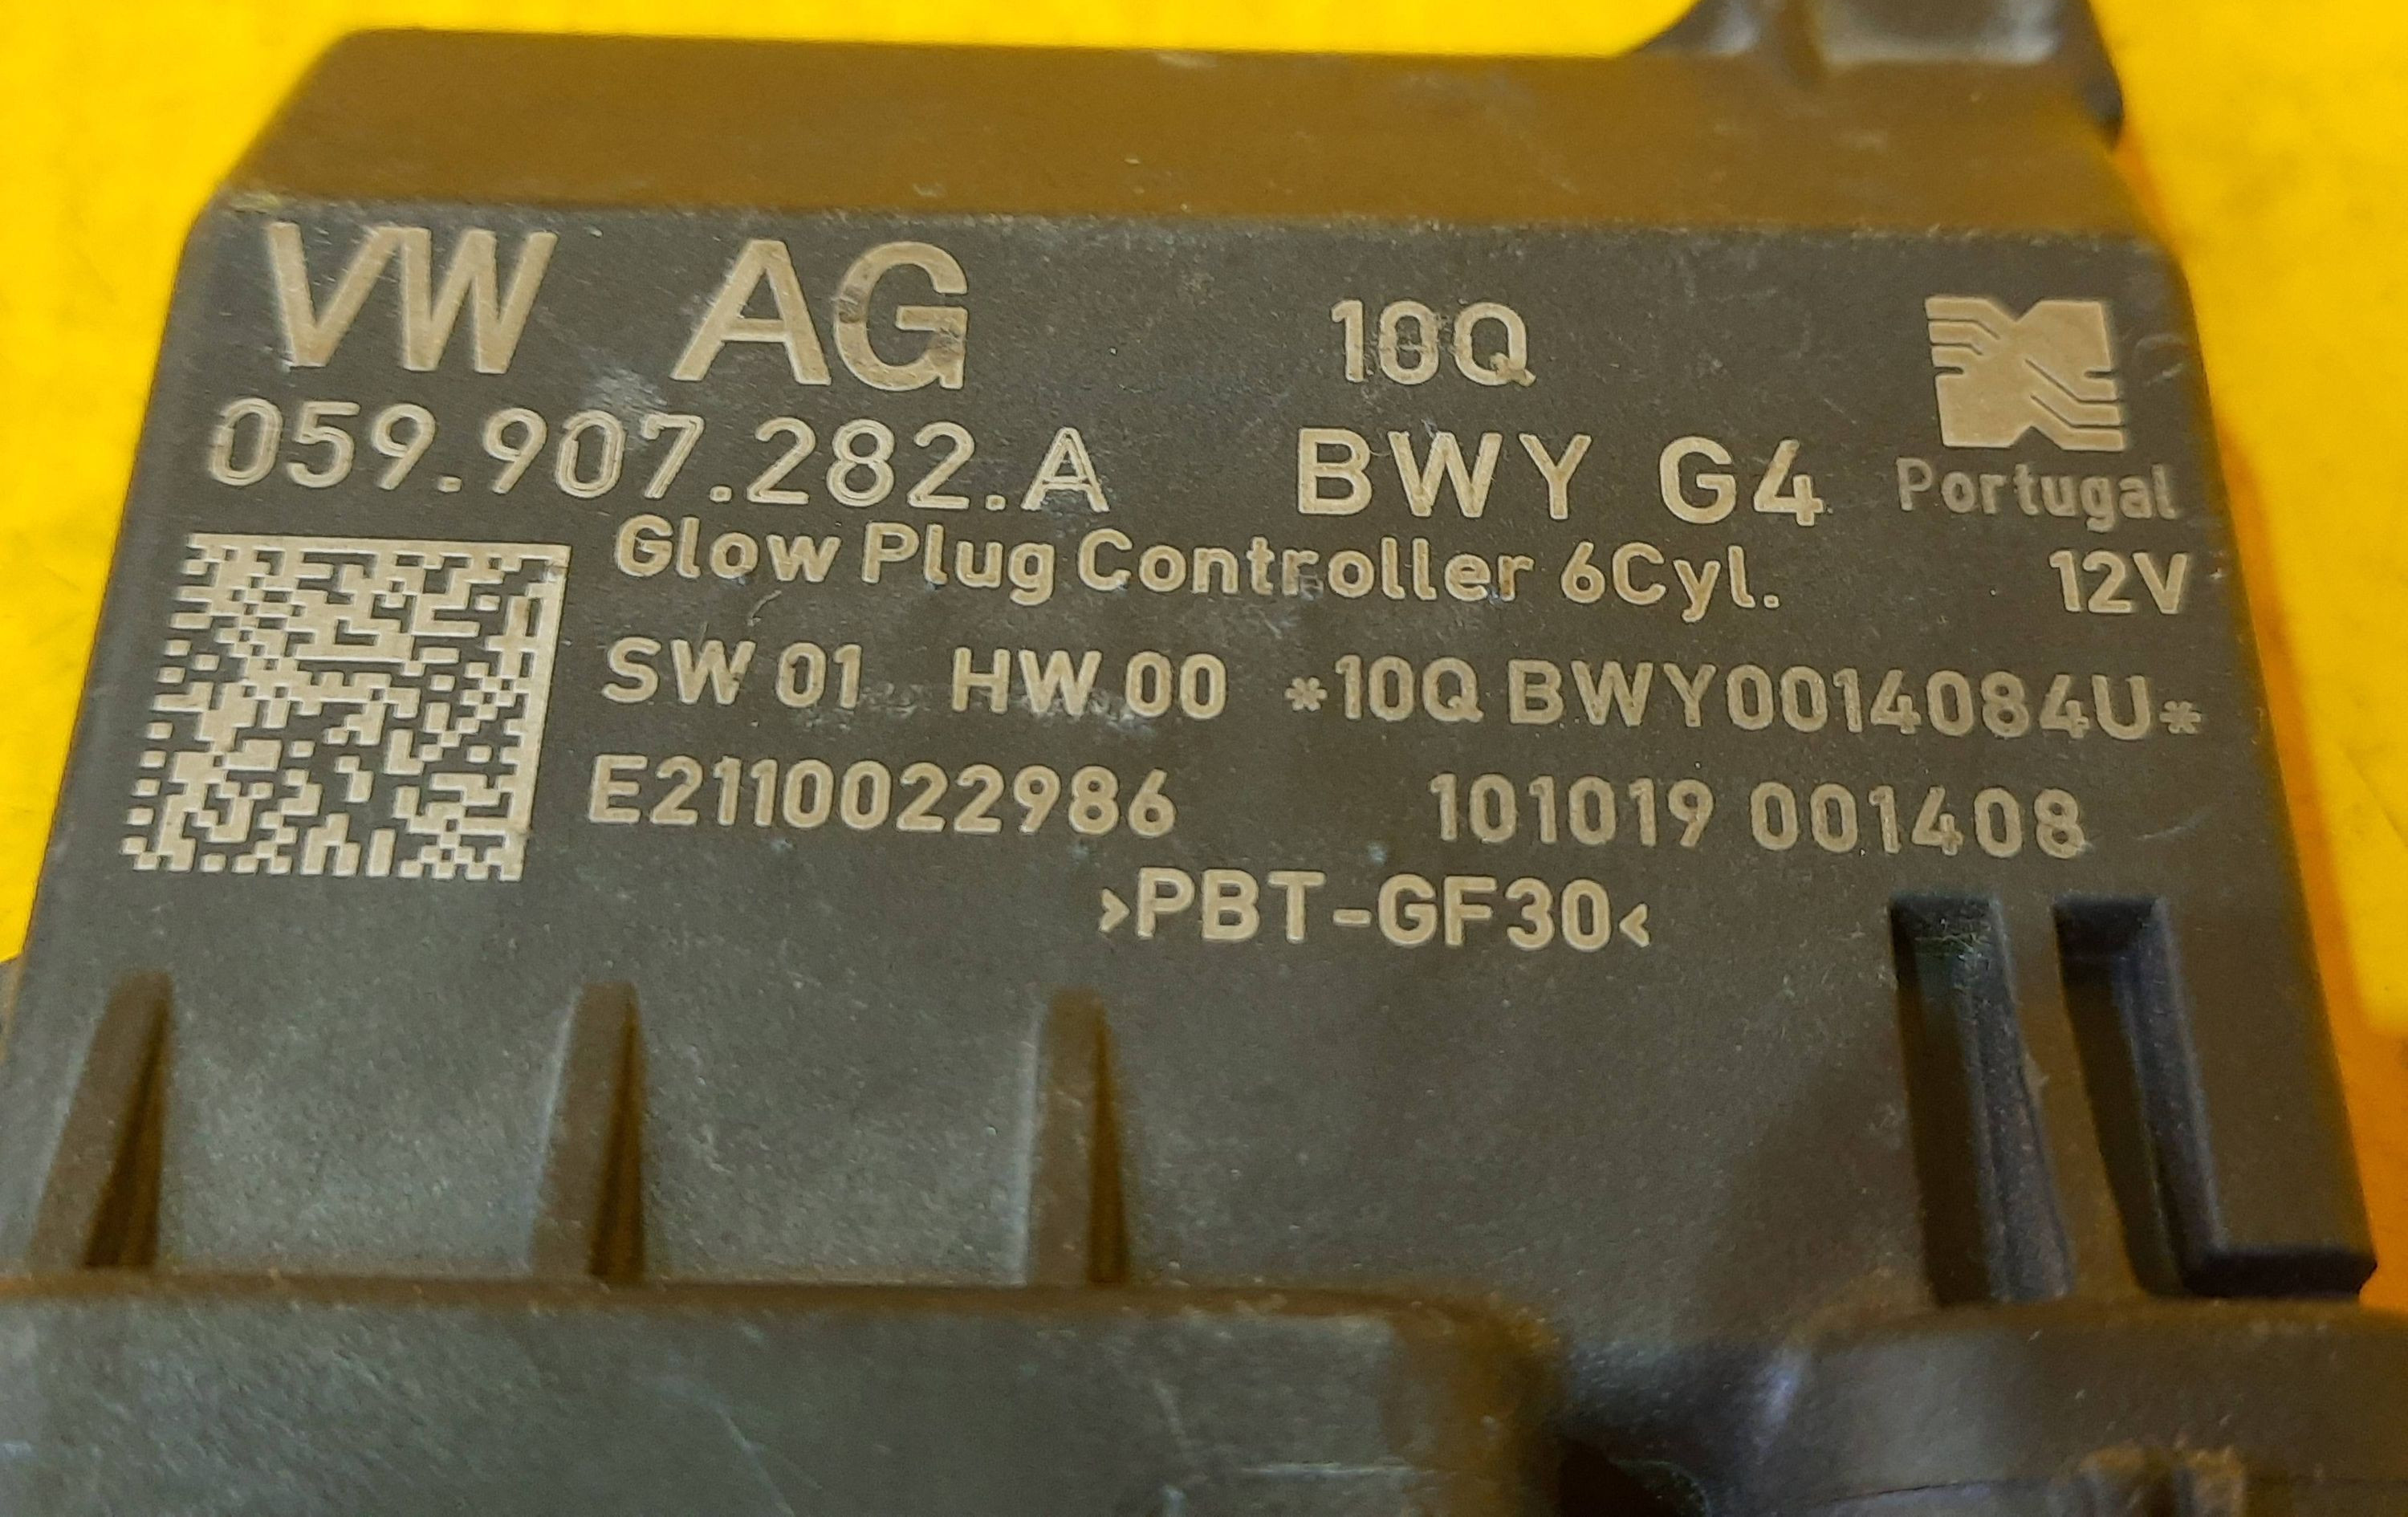 VW AG 10Q
059.907.282.A BWY G4 Portugal
Glow Plug Controller 6Cyl. 12V
SW 01 HW 00 *10Q BWY0014084U*
E2110022986 101019 001408
>PBT-GF30<